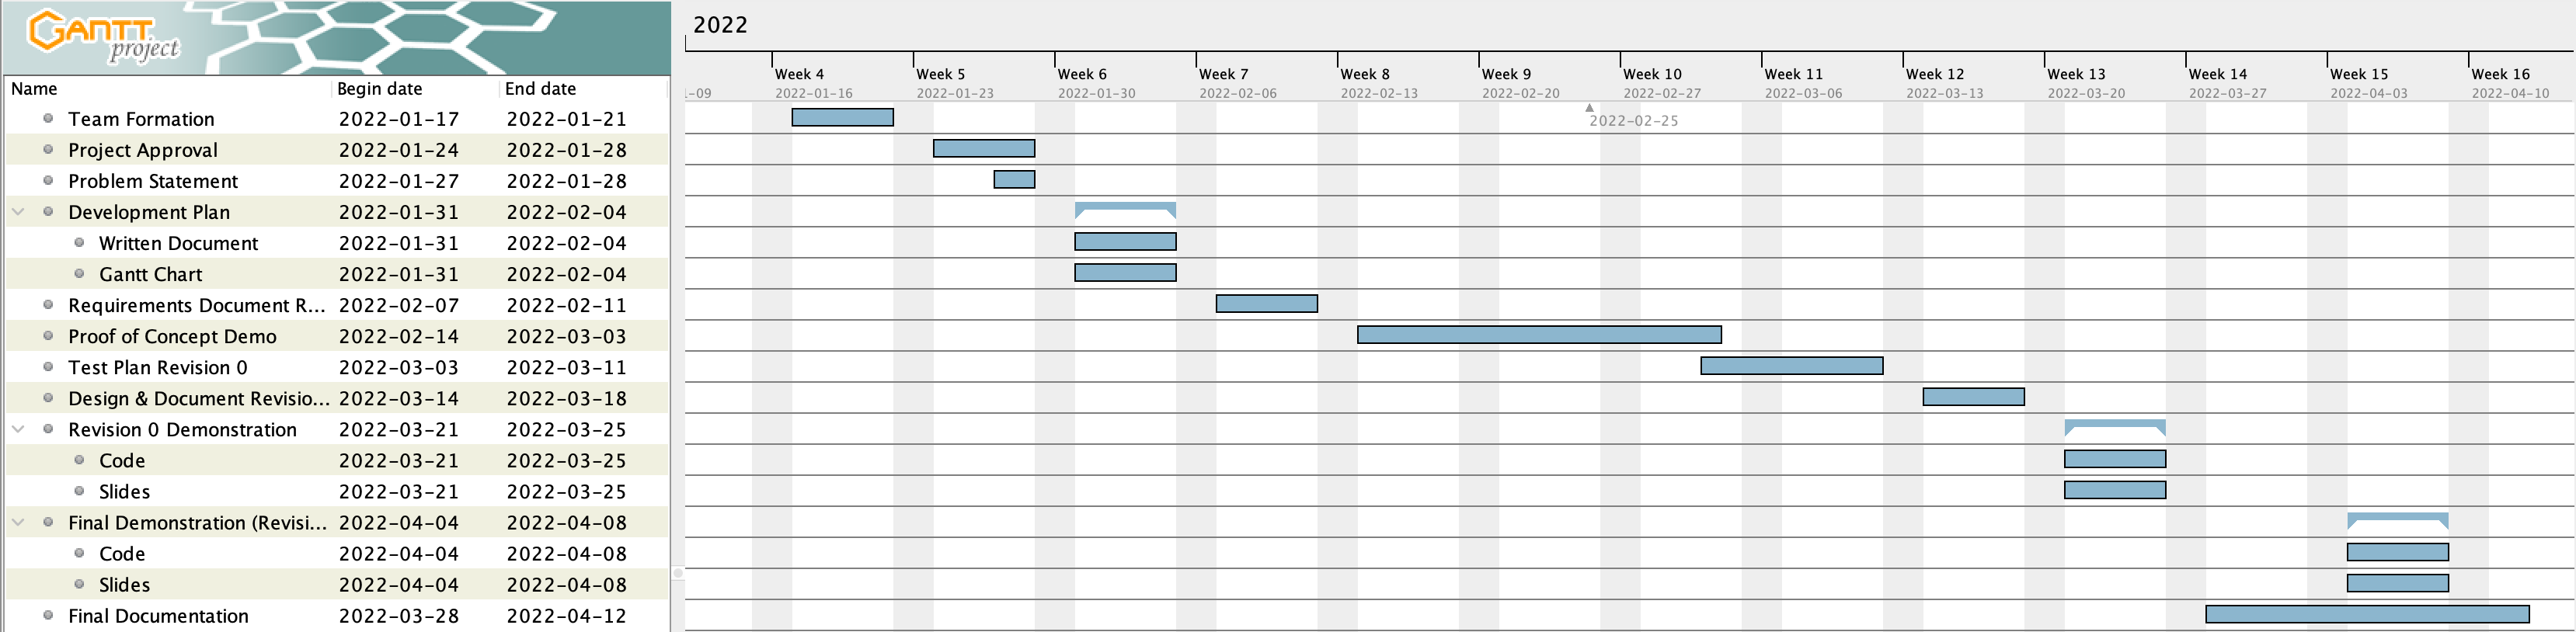 GANTT project
2022
Week 4 Week 5 Week 6 Week 7 Week 8 Week 9 Week 10 Week 11 Week 12 Week 13 Week 14 Week 15 Week 16
Name Begin date End date
-09 2022-01-16 2022-01-23 2022-01-30 2022-02-06 2022-02-13 2022-02-20 2022-02-27 2022-03-06 2022-03-13 2022-03-20 2022-03-27 2022-04-03 2022-04-10
Team Formation 2022-01-17 2022-01-21
2022-02-25
Project Approval 2022-01-24 2022-01-28
Problem Statement 2022-01-27 2022-01-28
Development Plan 2022-01-31 2022-02-04
Written Document 2022-01-31 2022-02-04
Gantt Chart 2022-01-31 2022-02-04
Requirements Document R... 2022-02-07 2022-02-11
Proof of Concept Demo 2022-02-14 2022-03-03
Test Plan Revision 0 2022-03-03 2022-03-11
Design & Document Revisio... 2022-03-14 2022-03-18
Revision 0 Demonstration 2022-03-21 2022-03-25
Code 2022-03-21 2022-03-25
Slides 2022-03-21 2022-03-25
Final Demonstration (Revisi... 2022-04-04 2022-04-08
Code 2022-04-04 2022-04-08
Slides 2022-04-04 2022-04-08
Final Documentation 2022-03-28 2022-04-12